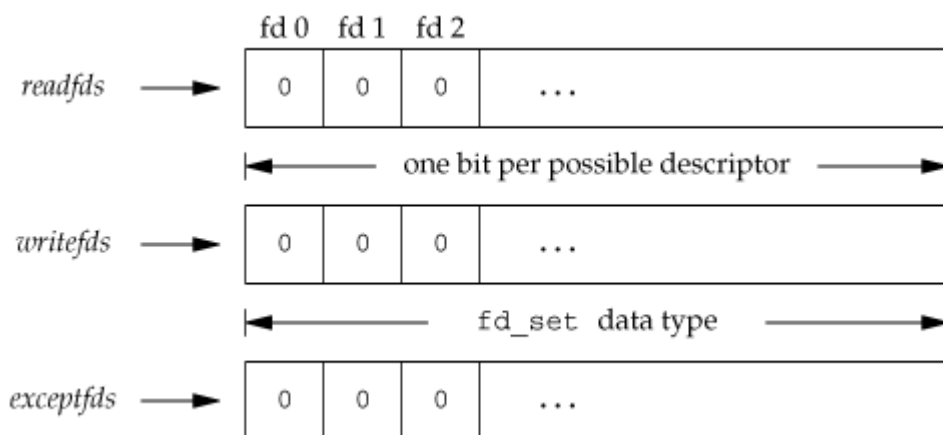 fd 0 fd 1 fd 2
readfds 0 0 0 ...
one bit per possible descriptor
writefds 0 0 0 ...
fd_set data type
exceptfds 0 0 0 ...